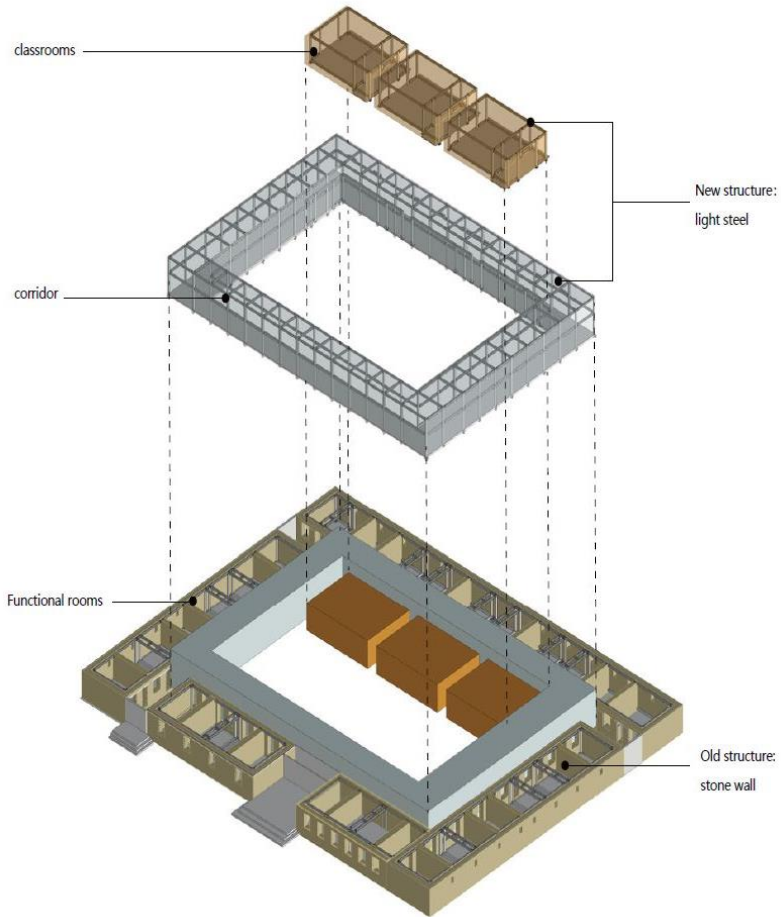 classrooms
New structure:
light steel
corridor
Functional rooms
Old structure:
stone wall